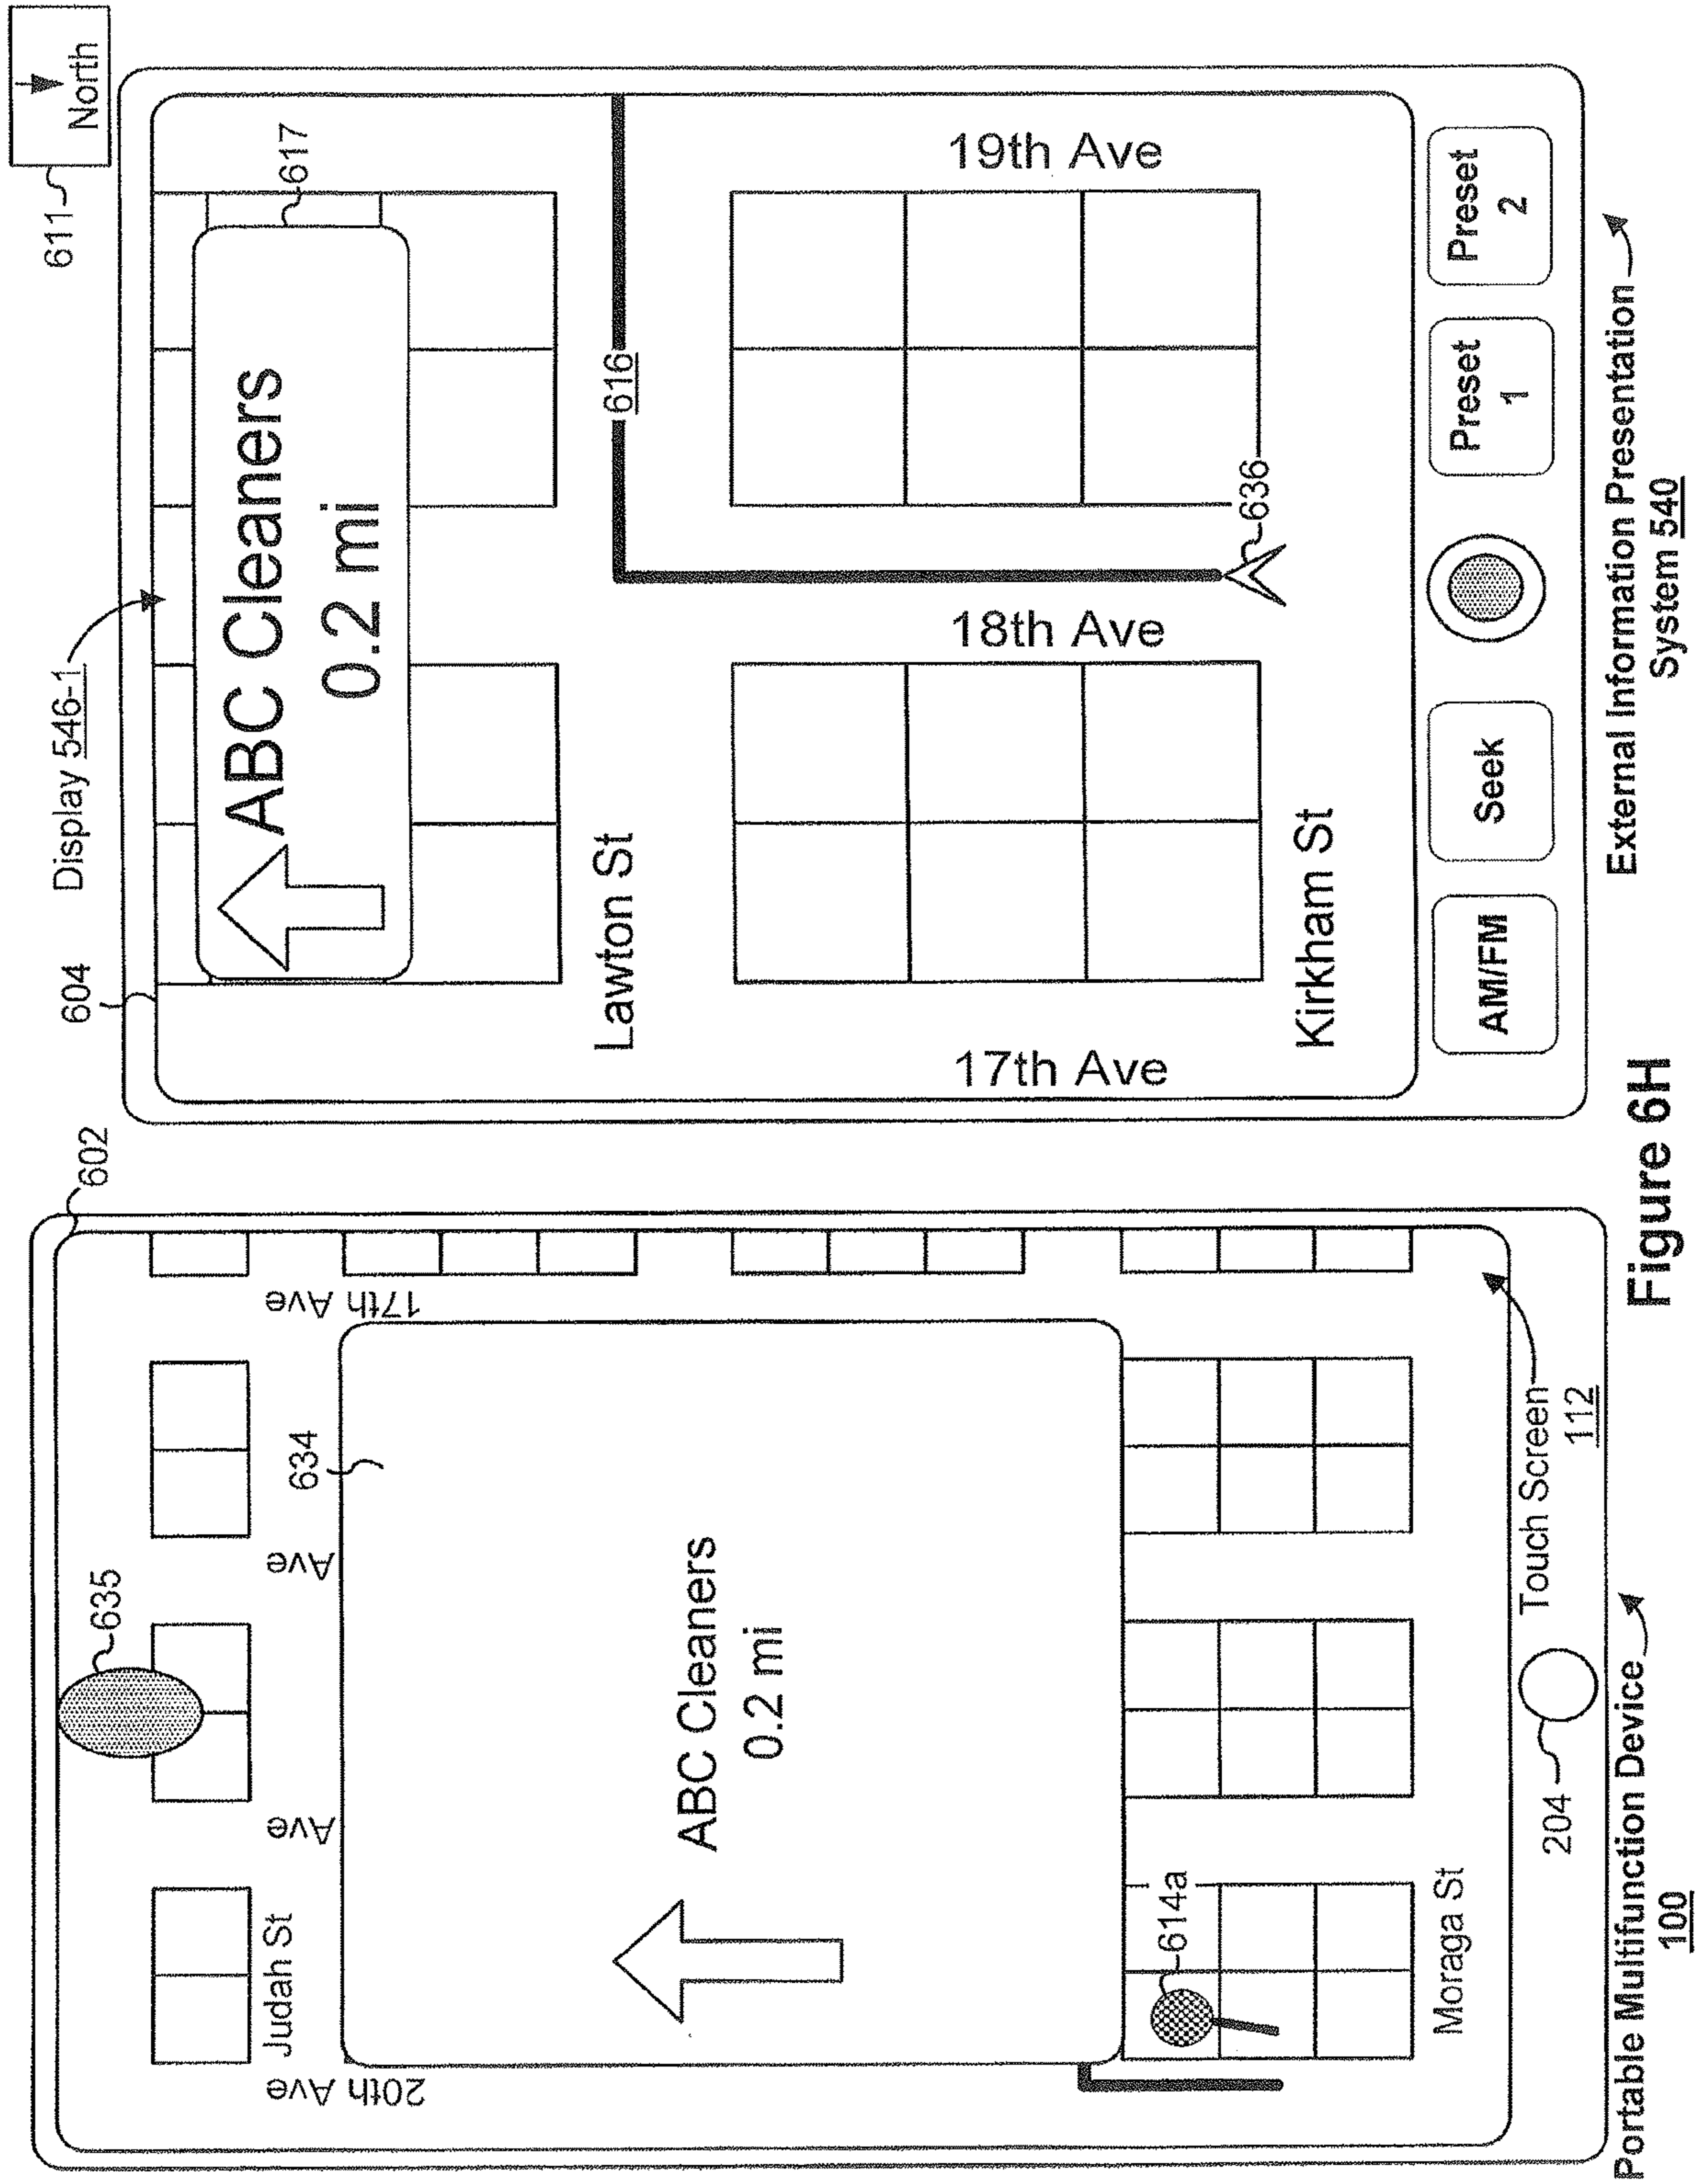 611
North
604
Display 546-1
617
ABC Cleaners
0.2 mi
616
Lawton St
17th Ave
18th Ave
19th Ave
636
Kirkham St
AM/FM
Seek
Preset
1
Preset
2
External Information Presentation
System 540
602
635
Judah St
20th Ave
Ave
Ave
17th Ave
634
ABC Cleaners
0.2 mi
614a
Moraga St
204
Touch Screen
112
Portable Multifunction Device
100
Figure 6H